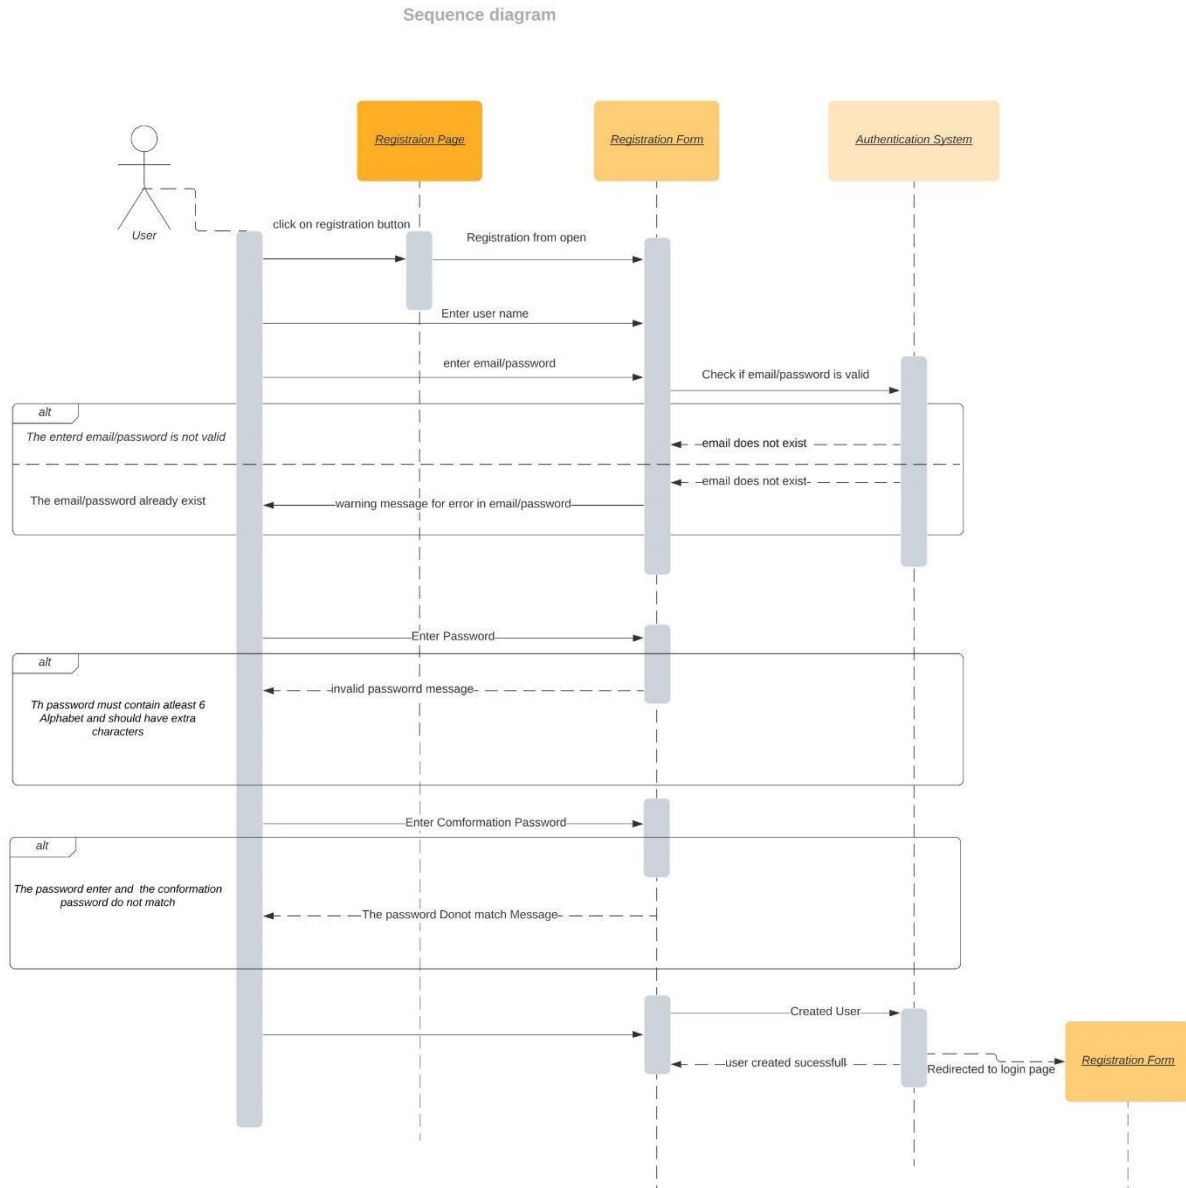 Sequence diagram
Registraion Page
Registration Form
Authentication System
User
click on registration button
Registration from open
Enter user name
enter email/password
Check if email/password is valid
alt
The enterd email/password is not valid
email does not exist
email does not exist
The email/password already exist
warning message for error in email/password
Enter Password
alt
invalid passworrd message
Th password must contain atleast 6
Alphabet and should have extra
characters
Enter Comformation Password
alt
The password enter and the conformation
password do not match
The password Donot match Message
Created User
user created sucessfull
Redirected to login page
Registration Form